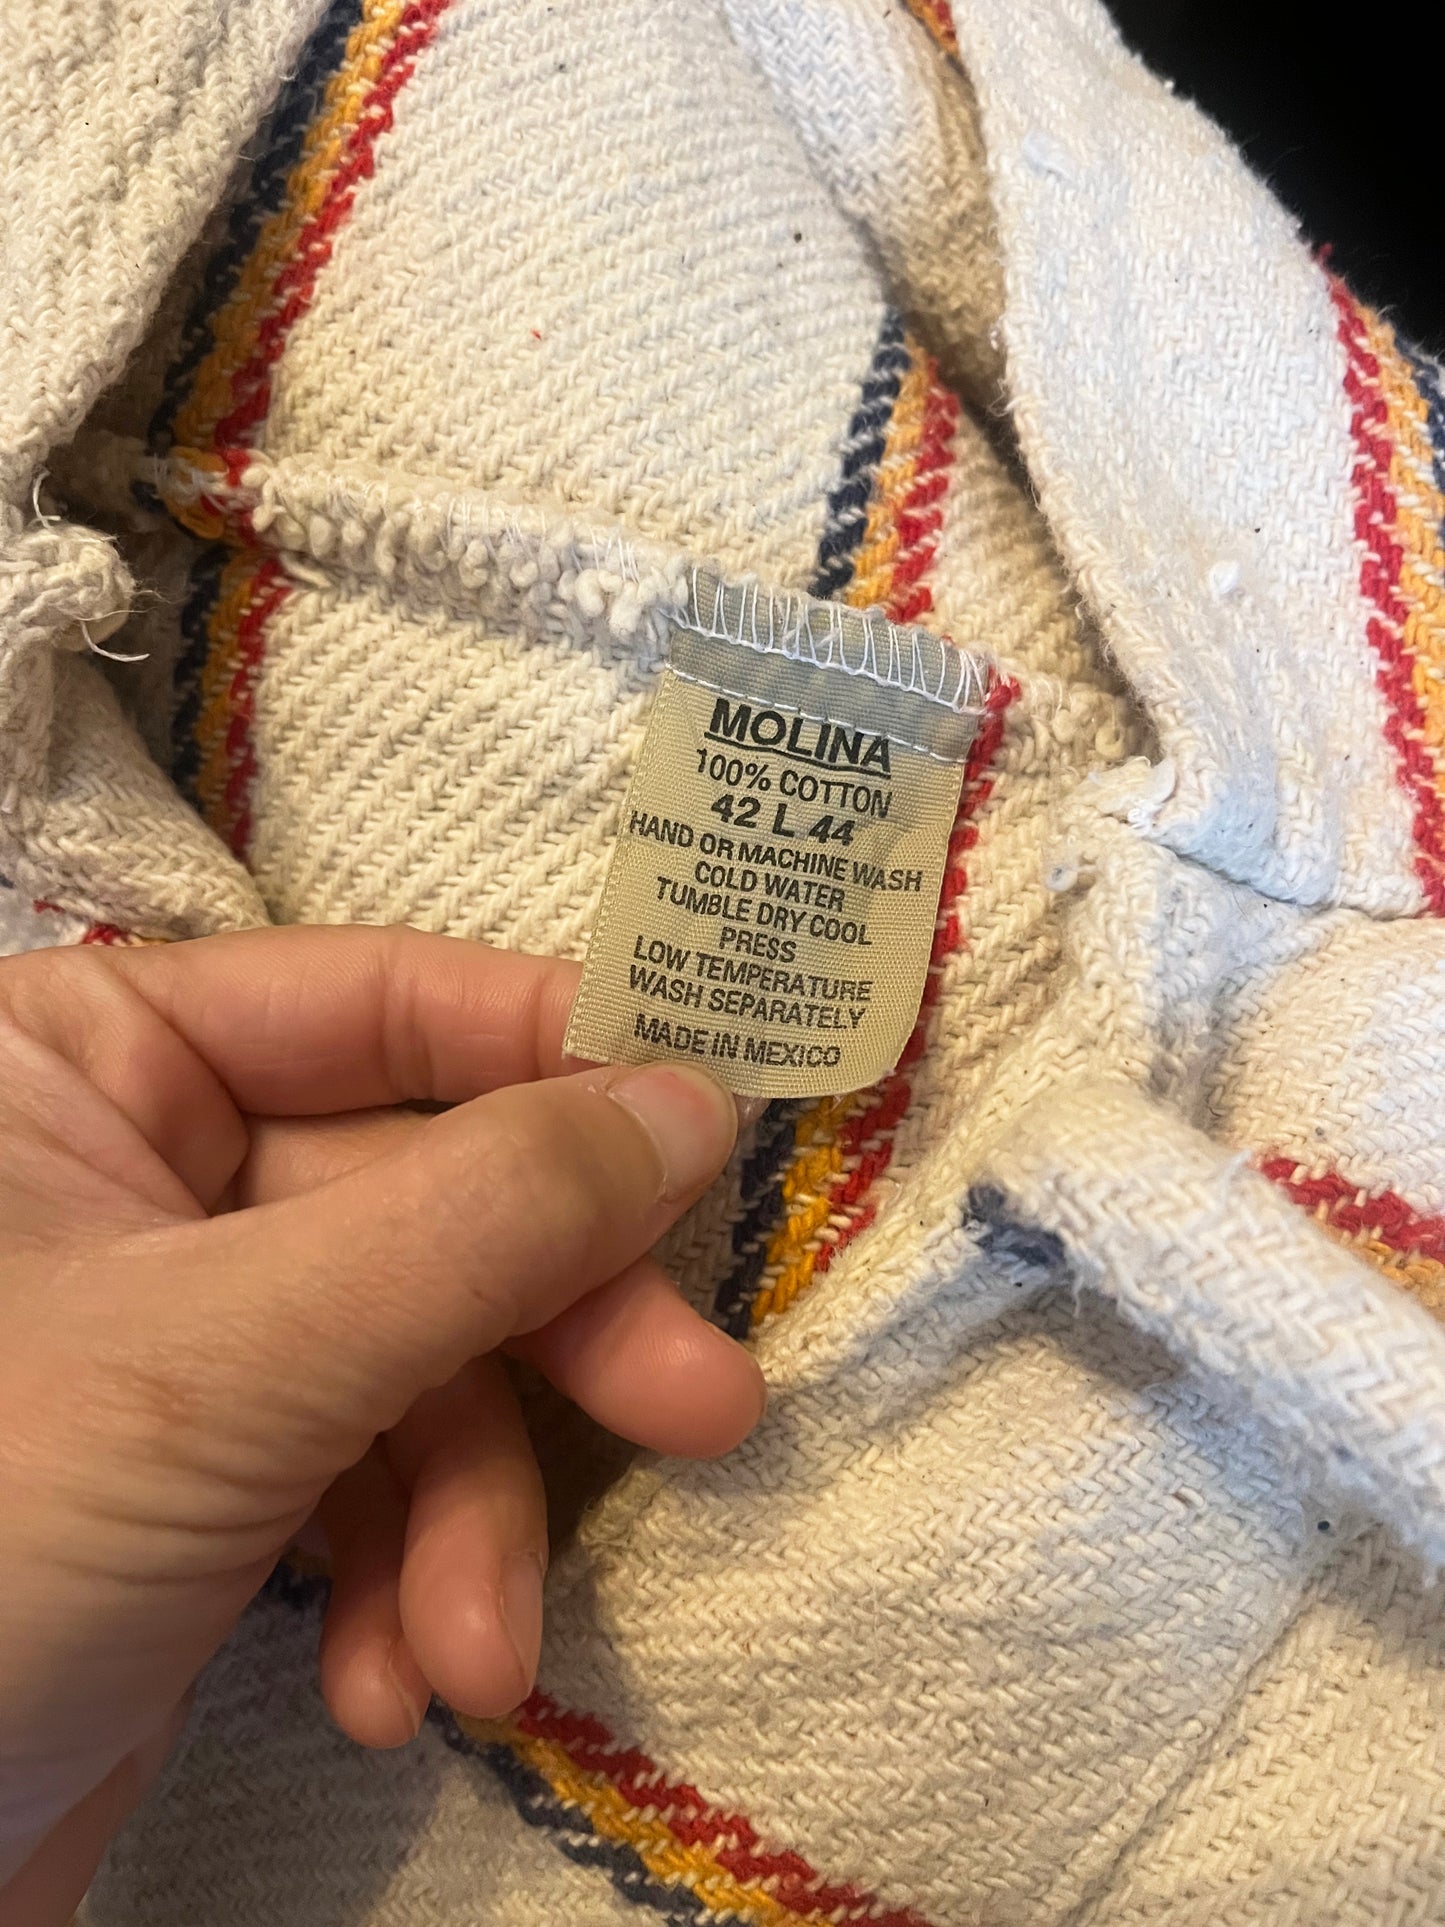 MOLINA
100% COTTON
42 L 44
HAND OR MACHINE WASH
COLD WATER
TUMBLE DRY COOL
PRESS
LOW TEMPERATURE
WASH SEPARATELY
MADE IN MEXICO